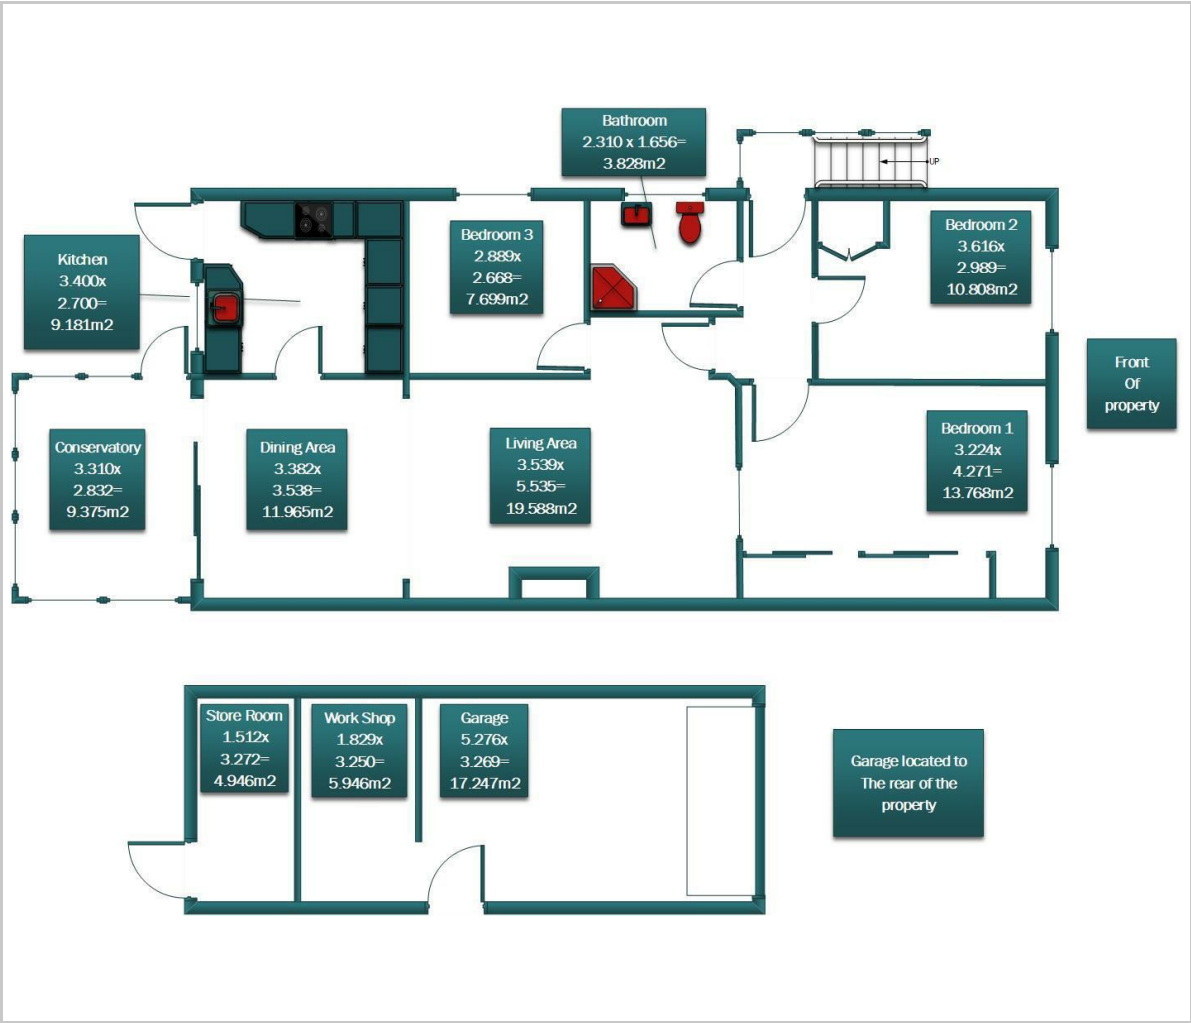 Bathroom
2.310 x 1.656=
3.828m2
UP
Kitchen
3.400x
2.700=
9.181m2
Bedroom 3
2.889x
2.668=
7.699m2
Bedroom 2
3.616x
2.989=
10.808m2
Front
Of
property
Conservatory
3.310x
2.832=
9.375m2
Dining Area
3.382x
3.538=
11.965m2
Living Area
3.539x
5.535=
19.588m2
Bedroom 1
3.224x
4.271=
13.768m2
Store Room
1.512x
3.272=
4.946m2
Work Shop
1.829x
3.250=
5.946m2
Garage
5.276x
3.269=
17.247m2
Garage located to
The rear of the
property